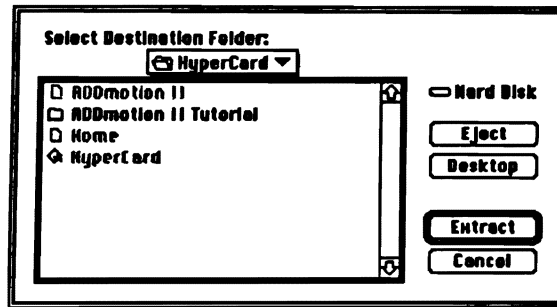 Select Destination Folder:
HyperCard
ADDmotion II
ADDmotion II Tutorial
Home
HyperCard
Hard Disk
Eject
Desktop
Extract
Cancel